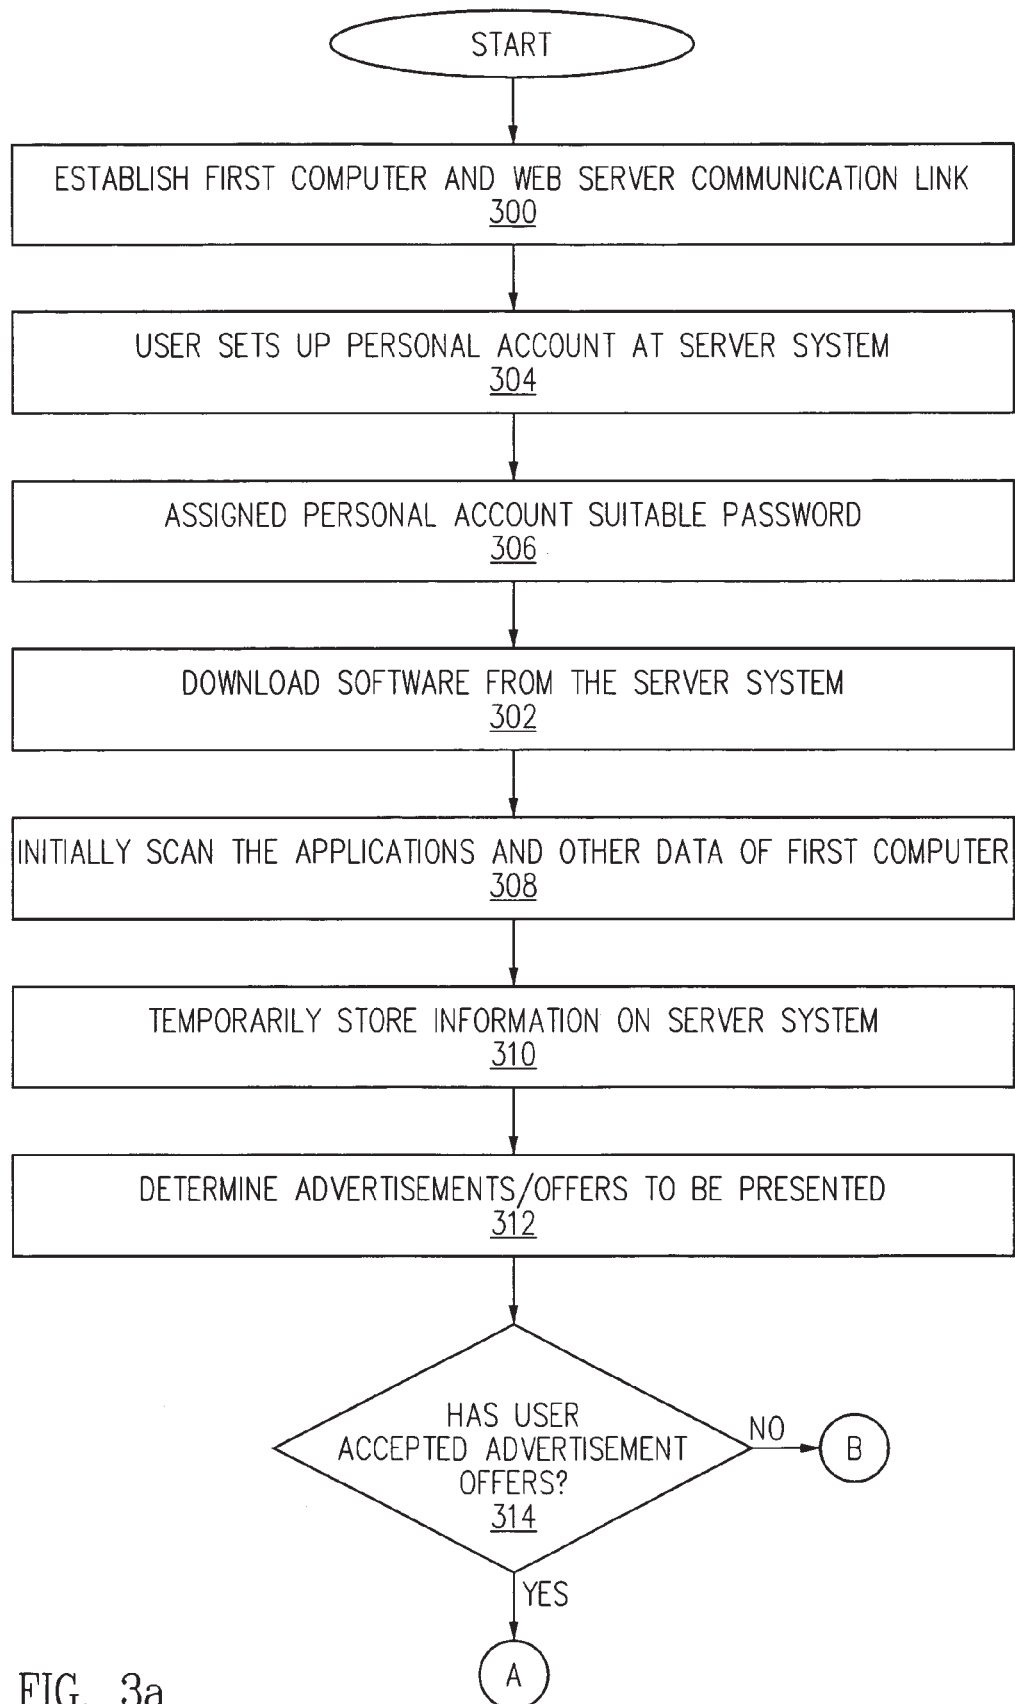 START
ESTABLISH FIRST COMPUTER AND WEB SERVER COMMUNICATION LINK
300
USER SETS UP PERSONAL ACCOUNT AT SERVER SYSTEM
304
ASSIGNED PERSONAL ACCOUNT SUITABLE PASSWORD
306
DOWNLOAD SOFTWARE FROM THE SERVER SYSTEM
302
INITIALLY SCAN THE APPLICATIONS AND OTHER DATA OF FIRST COMPUTER
308
TEMPORARILY STORE INFORMATION ON SERVER SYSTEM
310
DETERMINE ADVERTISEMENTS/OFFERS TO BE PRESENTED
312
HAS USER
ACCEPTED ADVERTISEMENT
OFFERS?
314
NO
B
YES
A
FIG. 3a